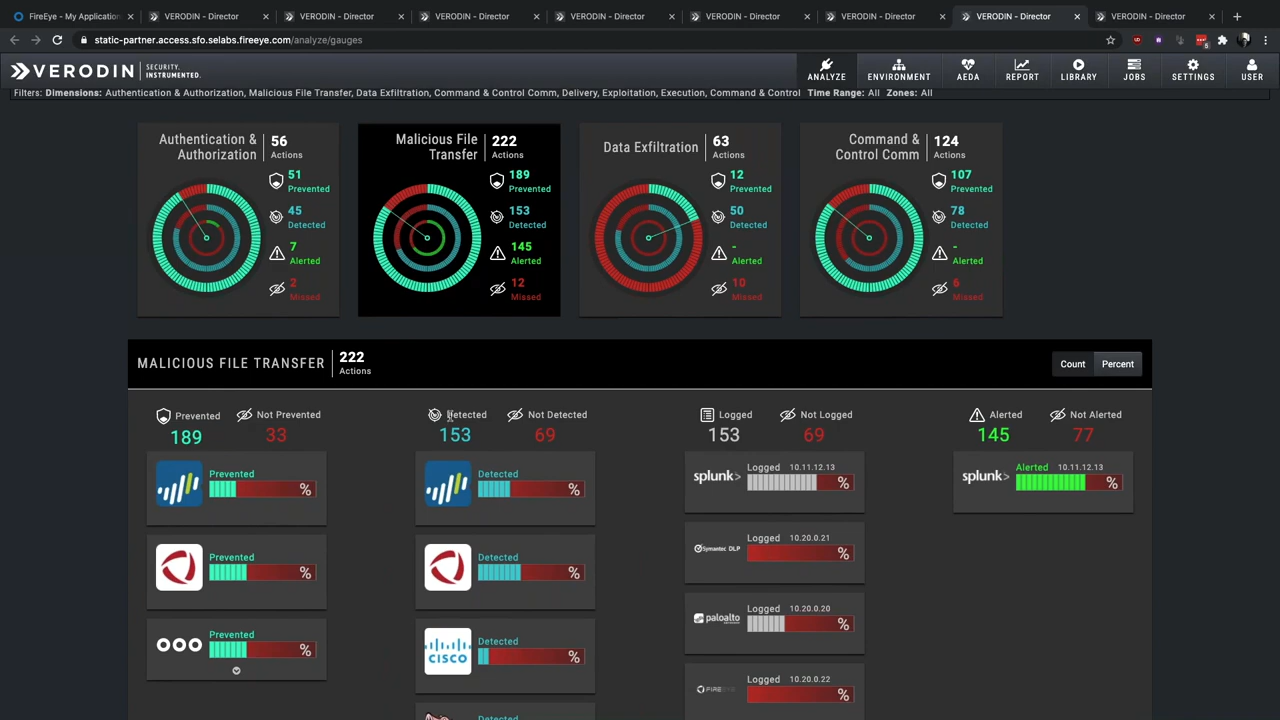 FireEye - My Application
VERODIN - Director
VERODIN - Director
VERODIN - Director
VERODIN - Director
VERODIN - Director
VERODIN - Director
VERODIN - Director
VERODIN - Director
static-partner.access.sfo.selabs.fireeye.com/analyze/gauges
VERODIN
SECURITY.
INSTRUMENTED.
ANALYZE
ENVIRONMENT
AEDA
REPORT
LIBRARY
JOBS
SETTINGS
USER
Filters: Dimensions: Authentication & Authorization, Malicious File Transfer, Data Exfiltration, Command & Control Comm, Delivery, Exploitation, Execution, Command & Control Time Range: All Zones: All
Authentication &
Authorization
56
Actions
51
Prevented
45
Detected
7
Alerted
2
Missed
Malicious File
Transfer
222
Actions
189
Prevented
153
Detected
145
Alerted
12
Missed
Data Exfiltration
63
Actions
12
Prevented
50
Detected
-
Alerted
10
Missed
Command &
Control Comm
124
Actions
107
Prevented
78
Detected
-
Alerted
6
Missed
MALICIOUS FILE TRANSFER
222
Actions
Count
Percent
Prevented
189
Not Prevented
33
Detected
153
Not Detected
69
Logged
153
Not Logged
69
Alerted
145
Not Alerted
77
Prevented
%
Prevented
%
Prevented
%
Detected
%
Detected
%
CISCO
Detected
%
Detected
splunk>
Logged 10.11.12.13
%
Symantec DLP
Logged 10.20.0.21
%
paloalto
Logged 10.20.0.20
%
FIREEYE
Logged 10.20.0.22
%
splunk>
Alerted 10.11.12.13
%